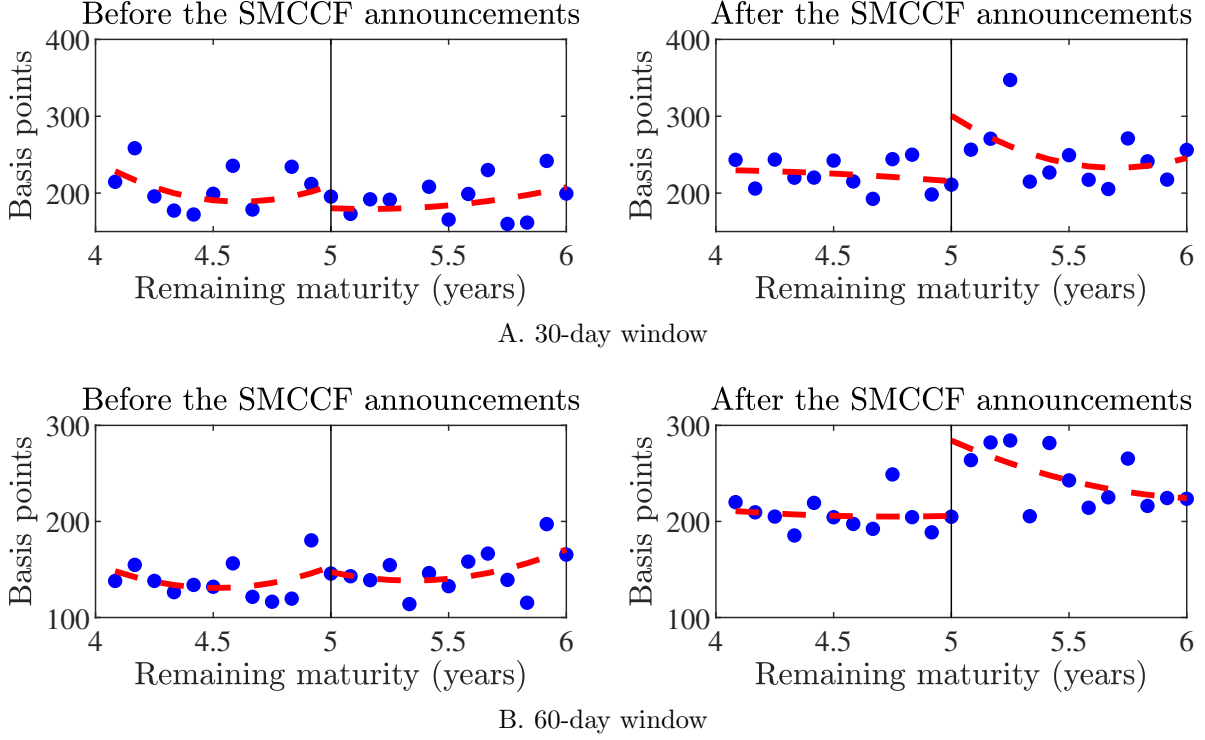 Before the SMCCF announcements
After the SMCCF announcements
400
300
200
Basis points
4
4.5
5
5.5
6
Remaining maturity (years)
400
300
200
Basis points
4
4.5
5
5.5
6
Remaining maturity (years)
A. 30-day window
Before the SMCCF announcements
After the SMCCF announcements
300
200
100
Basis points
4
4.5
5
5.5
6
Remaining maturity (years)
300
200
100
Basis points
4
4.5
5
5.5
6
Remaining maturity (years)
B. 60-day window